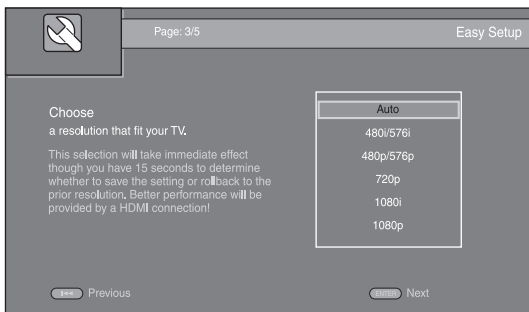 Page: 3/5
Easy Setup
Choose
a resolution that fit your TV.
This selection will take immediate effect
though you have 15 seconds to determine
whether to save the setting or rollback to the
prior resolution. Better performance will be
provided by a HDMI connection!
Auto
480i/576i
480p/576p
720p
1080i
1080p
Previous
ENTER Next